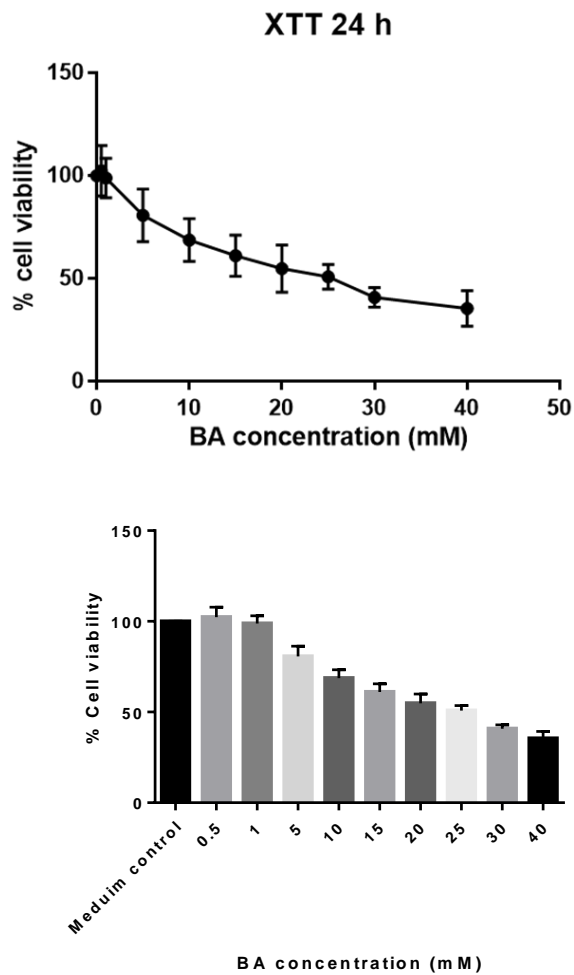 XTT 24 h
150
100
50
0
% cell viability
0 10 20 30 40 50
BA concentration (mM)
150
100
50
0
% Cell viability
Meduim control 0.5 1 5 10 15 20 25 30 40
BA concentration (mM)